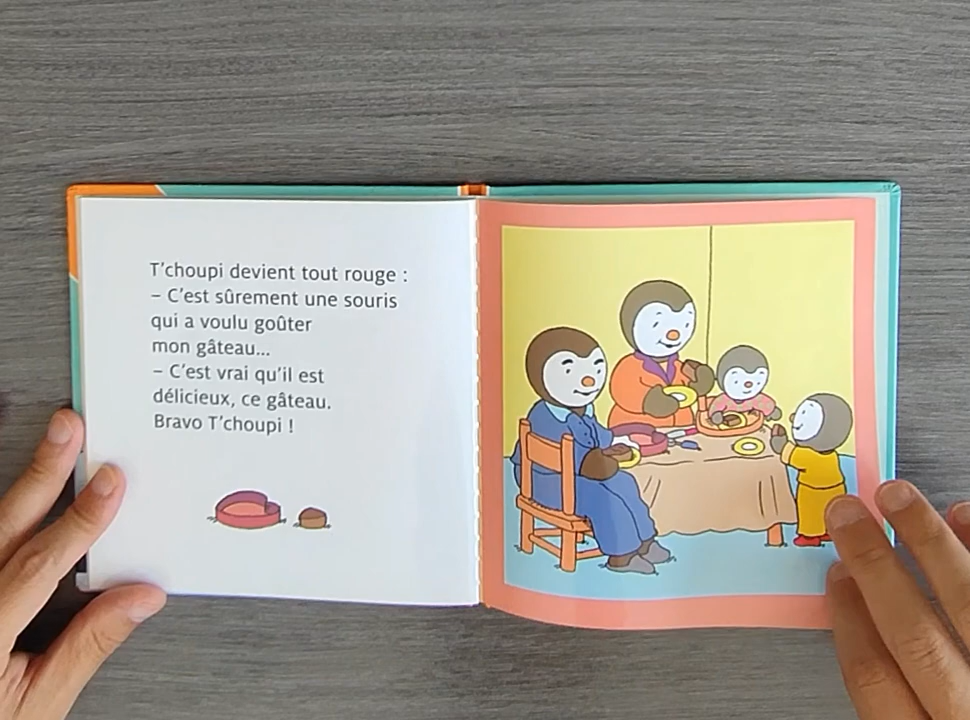 T'choupi devient tout rouge :
– C'est sûrement une souris
qui a voulu goûter
mon gâteau...
– C'est vrai qu'il est
délicieux, ce gâteau.
Bravo T'choupi !